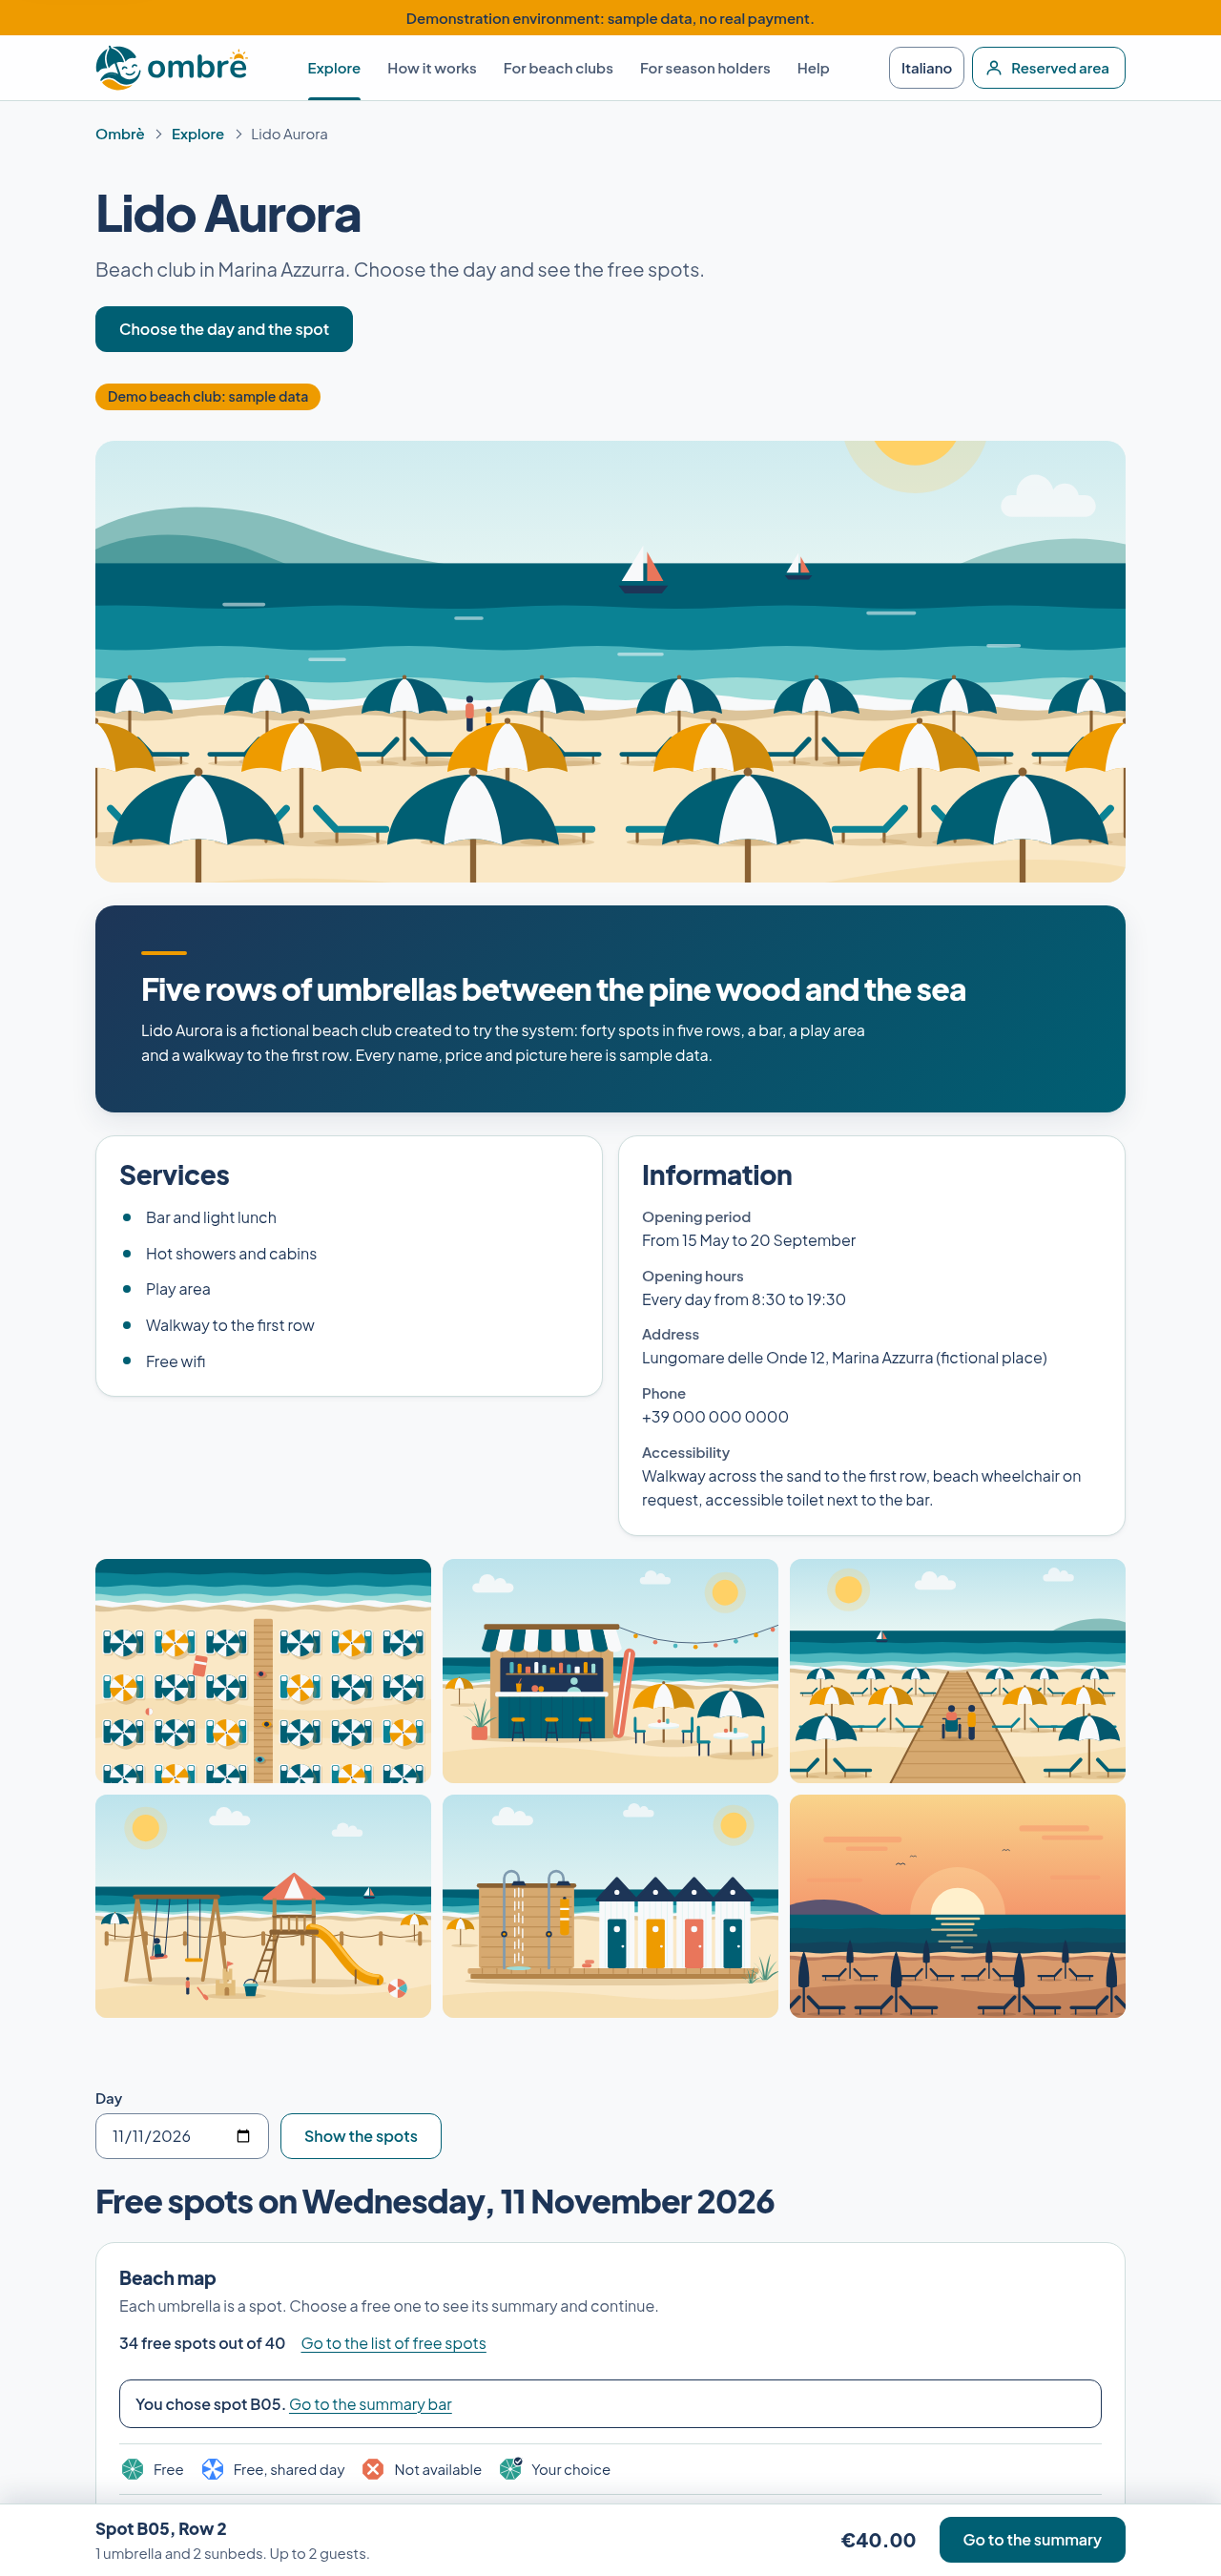 Demonstration environment: sample data, no real payment.
ombrè
Explore
How it works
For beach clubs
For season holders
Help
Italiano
Reserved area
Ombrè > Explore > Lido Aurora
Lido Aurora
Beach club in Marina Azzurra. Choose the day and see the free spots.
Choose the day and the spot
Demo beach club: sample data
Five rows of umbrellas between the pine wood and the sea
Lido Aurora is a fictional beach club created to try the system: forty spots in five rows, a bar, a play area
and a walkway to the first row. Every name, price and picture here is sample data.
Services
Bar and light lunch
Hot showers and cabins
Play area
Walkway to the first row
Free wifi
Information
Opening period
From 15 May to 20 September
Opening hours
Every day from 8:30 to 19:30
Address
Lungomare delle Onde 12, Marina Azzurra (fictional place)
Phone
+39 000 000 0000
Accessibility
Walkway across the sand to the first row, beach wheelchair on
request, accessible toilet next to the bar.
Day
11/11/2026
Show the spots
Free spots on Wednesday, 11 November 2026
Beach map
Each umbrella is a spot. Choose a free one to see its summary and continue.
34 free spots out of 40
Go to the list of free spots
You chose spot B05. Go to the summary bar
Free
Free, shared day
Not available
Your choice
Spot B05, Row 2
1 umbrella and 2 sunbeds. Up to 2 guests.
€40.00
Go to the summary